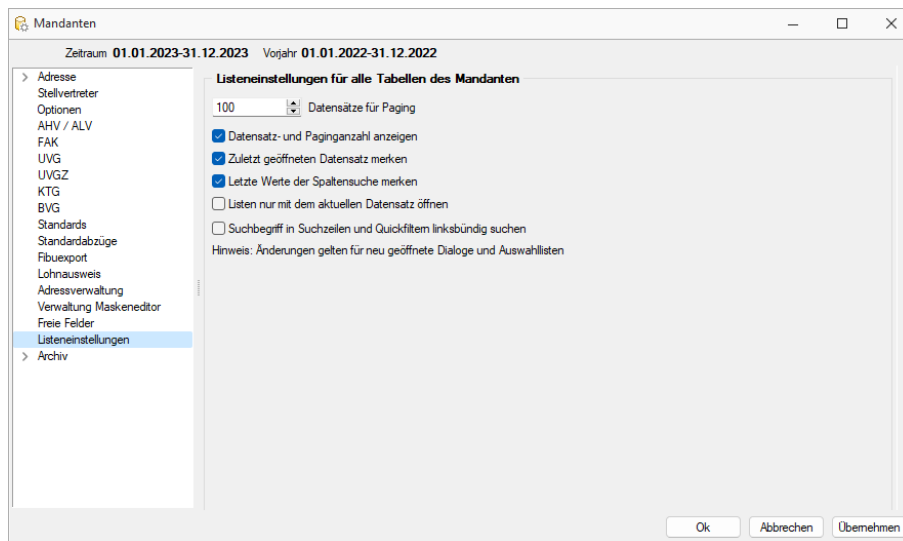 Mandanten
Zeitraum 01.01.2023-31.12.2023 Vorjahr 01.01.2022-31.12.2022
Adresse
Stellvertreter
Optionen
AHV / ALV
FAK
UVG
UVGZ
KTG
BVG
Standards
Standardabzüge
Fibuexport
Lohnausweis
Adressverwaltung
Verwaltung Maskeneditor
Freie Felder
Listeneinstellungen
Archiv
Listeneinstellungen für alle Tabellen des Mandanten
100 Datensätze für Paging
Datensatz- und Paginganzahl anzeigen
Zuletzt geöffneten Datensatz merken
Letzte Werte der Spaltensuche merken
Listen nur mit dem aktuellen Datensatz öffnen
Suchbegriff in Suchzeilen und Quickfiltern linksbündig suchen
Hinweis: Änderungen gelten für neu geöffnete Dialoge und Auswahllisten
Ok Abbrechen Übernehmen